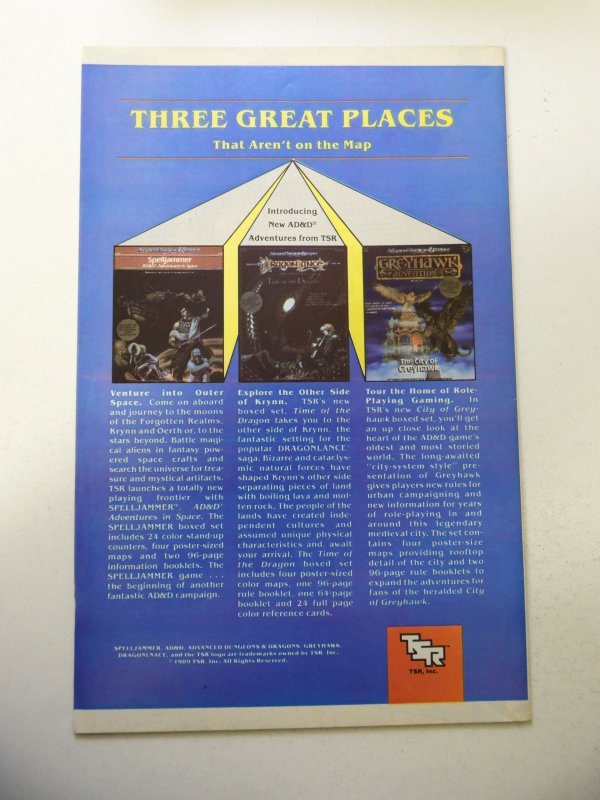 THREE GREAT PLACES
That Aren't on the Map
Introducing
New AD&D®
Adventures from TSR
Advanced Dungeons & Dragons
Spelljammer
AD&D Adventures in Space
DRAGONLANCE
Time of the Dragon
GREYHAWK
ADVENTURES
The City of
Greyhawk
Venture into Outer
Space. Come on aboard
and journey to the moons
of the Forgotten Realms,
Krynn and Oerth or, to the
stars beyond. Battle magi-
cal aliens in fantasy pow-
ered space crafts and
search the universe for trea-
sure and mystical artifacts.
TSR launches a totally new
playing frontier with
SPELLJAMMER™, AD&D®
Adventures in Space. The
SPELLJAMMER boxed set
includes 24 color stand-up
counters, four poster-sized
maps and two 96-page
information booklets. The
SPELLJAMMER game . . .
the beginning of another
fantastic AD&D campaign.
Explore the Other Side
of Krynn. TSR's new
boxed set, Time of the
Dragon takes you to the
other side of Krynn, the
fantastic setting for the
popular DRAGONLANCE®
saga. Bizarre and cataclys-
mic natural forces have
shaped Krynn's other side
separating pieces of land
with boiling lava and mol-
ten rock. The people of the
lands have created inde-
pendent cultures and
assumed unique physical
characteristics and, await
your arrival. The Time of
the Dragon boxed set
includes four poster-sized
color maps, one 96-page
rule booklet, one 64-page
booklet and 24 full page
color reference cards.
Tour the Home of Role-
Playing Gaming. In
TSR's new City of Grey-
hawk boxed set, you'll get
an up close look at the
heart of the AD&D game's
oldest and most storied
world. The long-awaited
"city-system style" pre-
sentation of Greyhawk
gives players new rules for
urban campaigning and
new information for years
of role-playing in and
around this legendary
medieval city. The set con-
tains four poster-size
maps providing rooftop
detail of the city and two
96-page rule booklets to
expand the adventures for
fans of the heralded City
of Greyhawk.
SPELLJAMMER, AD&D, ADVANCED DUNGEONS & DRAGONS, GREYHAWK,
DRAGONLNACE, and the TSR logo are trademarks owned by TSR, Inc.
©1989 TSR, Inc. All Rights Reserved.
TSR™
TSR, Inc.